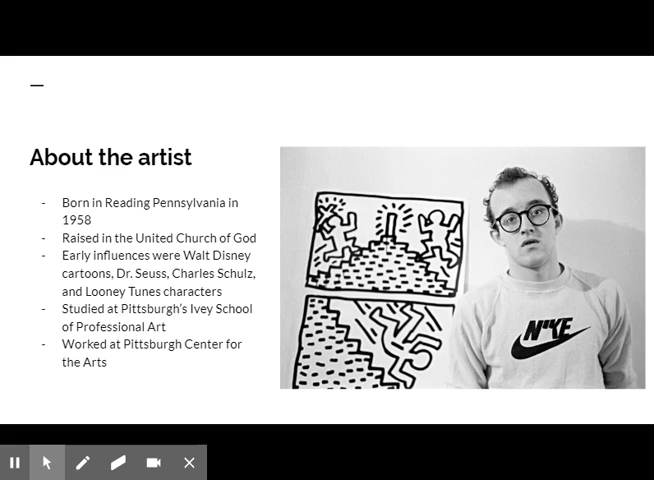 About the artist
- Born in Reading Pennsylvania in
1958
- Raised in the United Church of God
- Early influences were Walt Disney
cartoons, Dr. Seuss, Charles Schulz,
and Looney Tunes characters
- Studied at Pittsburgh's Ivey School
of Professional Art
- Worked at Pittsburgh Center for
the Arts
NIKE